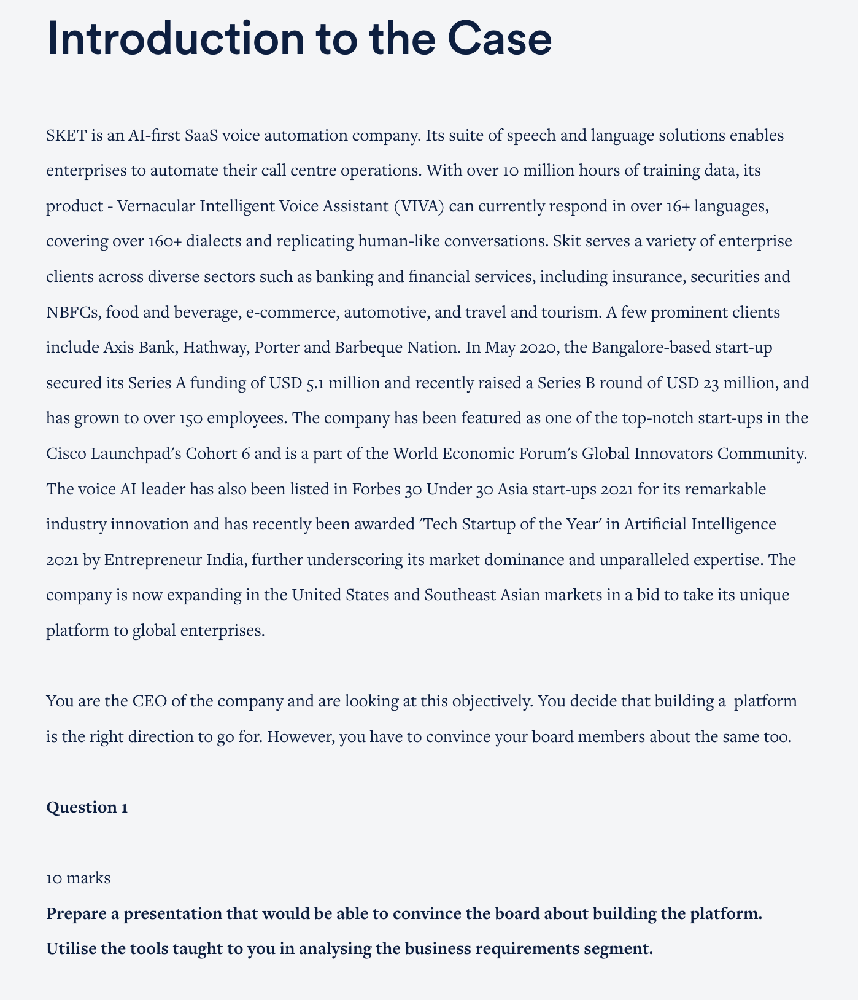 Introduction to the Case
SKET is an AI-first SaaS voice automation company. Its suite of speech and language solutions enables
enterprises to automate their call centre operations. With over 10 million hours of training data, its
product - Vernacular Intelligent Voice Assistant (VIVA) can currently respond in over 16+ languages,
covering over 160+ dialects and replicating human-like conversations. Skit serves a variety of enterprise
clients across diverse sectors such as banking and financial services, including insurance, securities and
NBFCs, food and beverage, e-commerce, automotive, and travel and tourism. A few prominent clients
include Axis Bank, Hathway, Porter and Barbeque Nation. In May 2020, the Bangalore-based start-up
secured its Series A funding of USD 5.1 million and recently raised a Series B round of USD 23 million, and
has grown to over 150 employees. The company has been featured as one of the top-notch start-ups in the
Cisco Launchpad's Cohort 6 and is a part of the World Economic Forum's Global Innovators Community.
The voice AI leader has also been listed in Forbes 30 Under 30 Asia start-ups 2021 for its remarkable
industry innovation and has recently been awarded 'Tech Startup of the Year' in Artificial Intelligence
2021 by Entrepreneur India, further underscoring its market dominance and unparalleled expertise. The
company is now expanding in the United States and Southeast Asian markets in a bid to take its unique
platform to global enterprises.
You are the CEO of the company and are looking at this objectively. You decide that building a  platform
is the right direction to go for. However, you have to convince your board members about the same too.
Question 1
10 marks
Prepare a presentation that would be able to convince the board about building the platform.
Utilise the tools taught to you in analysing the business requirements segment.